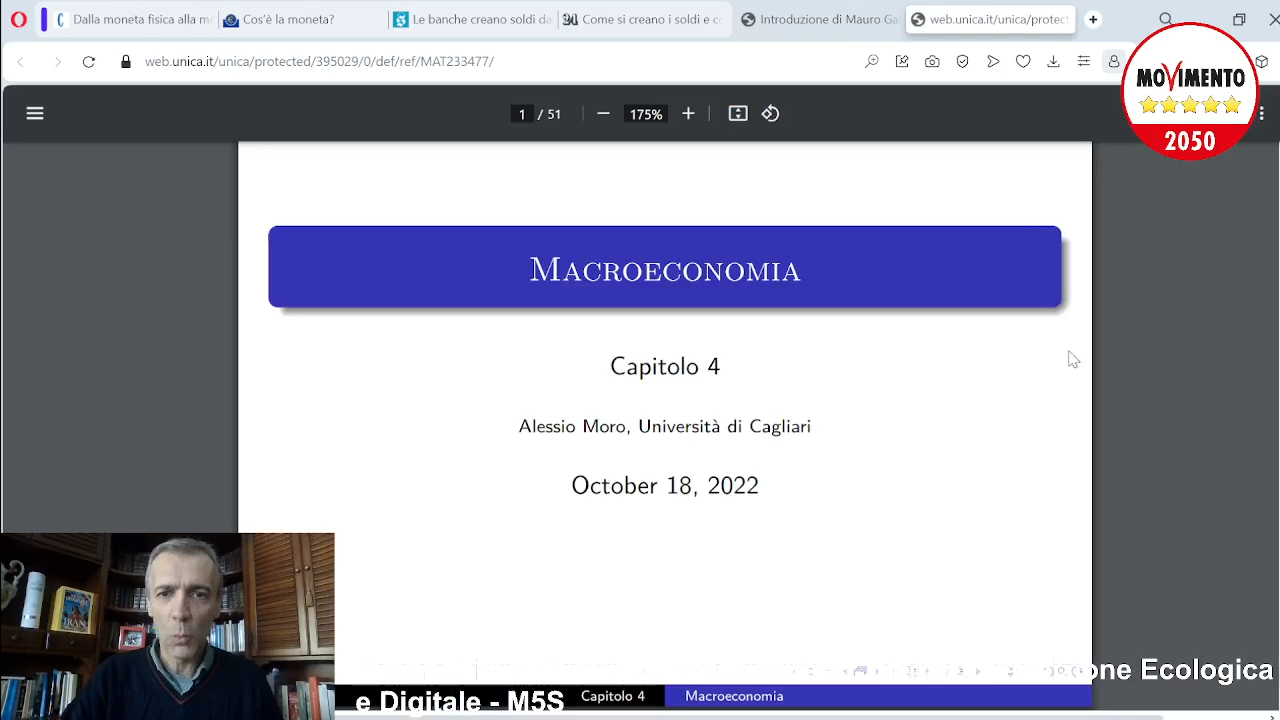 Dalla moneta fisica alla mo
Cos'è la moneta?
Le banche creano soldi da
Come si creano i soldi e c
Introduzione di Mauro Ga
web.unica.it/unica/protect
web.unica.it/unica/protected/395029/0/def/ref/MAT233477/
MOVIMENTO
2050
1 / 51
175%
MACROECONOMIA
Capitolo 4
Alessio Moro, Università di Cagliari
October 18, 2022
IRAN
one Ecologica
e Digitale - M5S
Capitolo 4
Macroeconomia